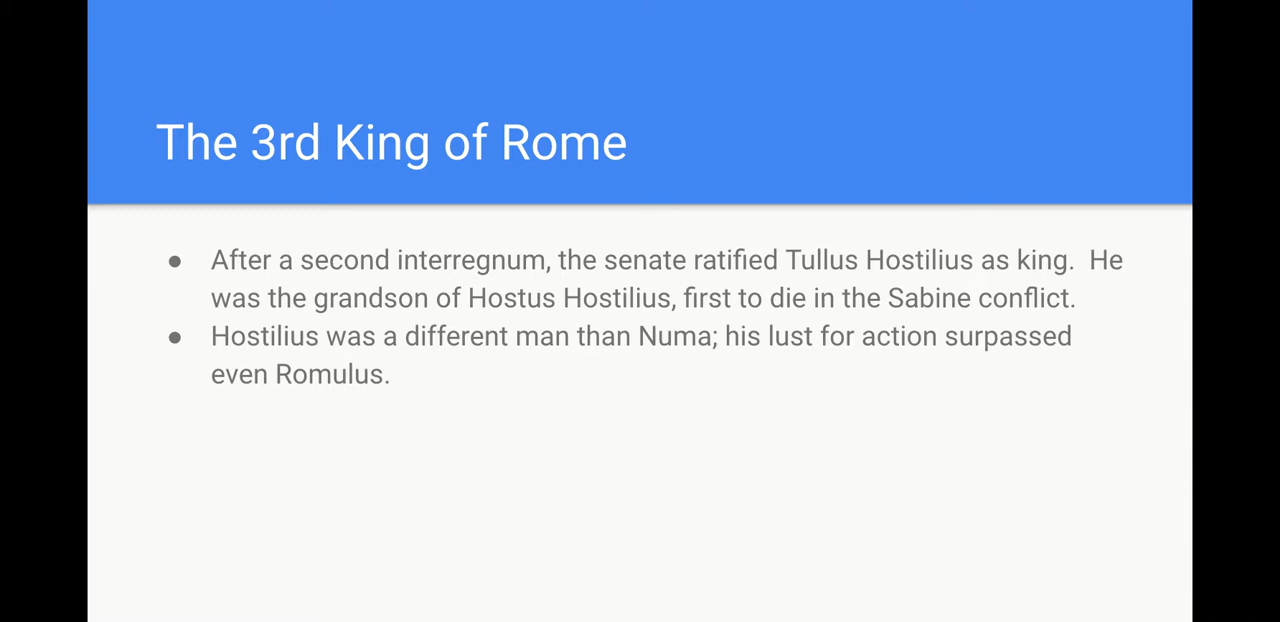 The 3rd King of Rome
● After a second interregnum, the senate ratified Tullus Hostilius as king.  He
was the grandson of Hostus Hostilius, first to die in the Sabine conflict.
● Hostilius was a different man than Numa; his lust for action surpassed
even Romulus.